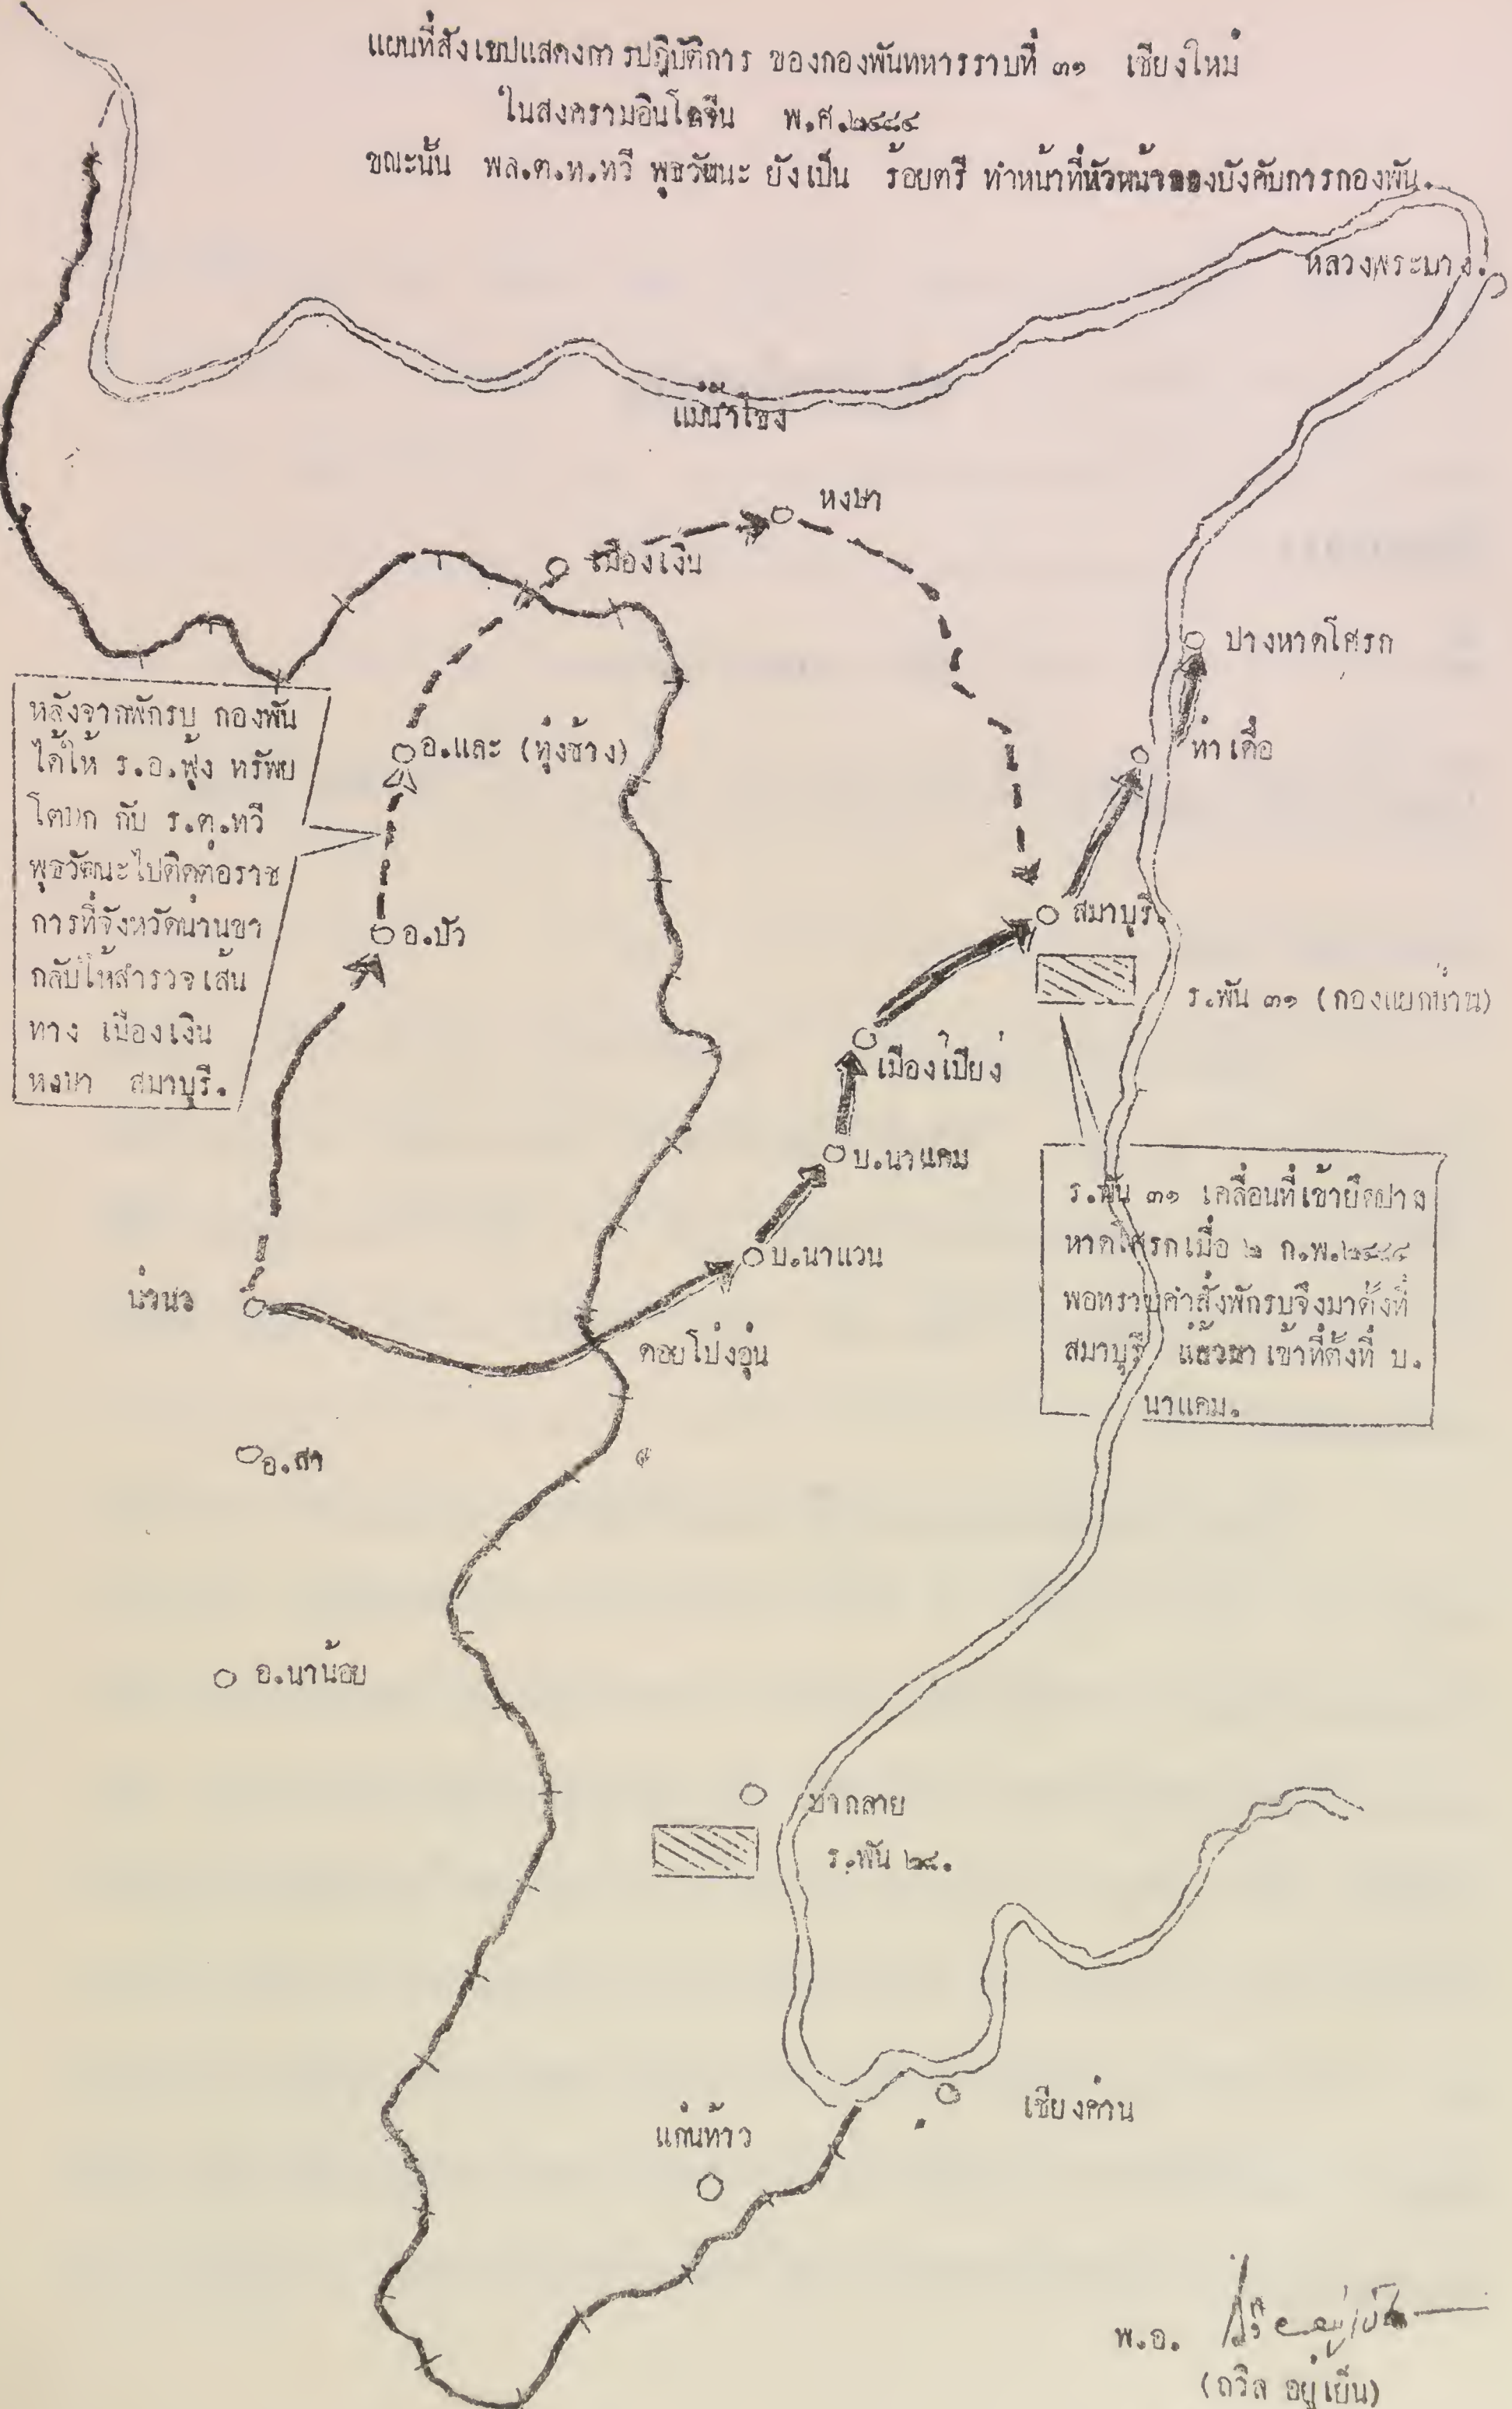 แผนที่สังเขปแสดงการปฏิบัติการ ของกองพันทหารราบที่ ๓๑ เชียงใหม่
ในสงครามอินโดจีน พ.ศ.๒๔๘๔
ขณะนั้น พล.ต.ท.ทวี พุธวัฒนะ ยังเป็น ร้อยตรี ทำหน้าที่หัวหน้ากองบังคับการกองพัน.
หลวงพระบาง.
แม่น้ำโขง
หงษา
เมืองเงิน
ปางหาดโศรก
ท่าเดื่อ
อ.และ (ทุ่งช้าง)
หลังจากพักรบ กองพัน
ได้ให้ ร.อ.ฟุ้ง ทรัพย
โตษก กับ ร.ต.ทวี
พุธวัฒนะไปติดต่อราช
การที่จังหวัดน่านขา
กลับให้สำรวจเส้น
ทาง เมืองเงิน
หงษา สมาบุรี.
อ.ปัว
สมาบุรี.
ร.พัน ๓๑ (กองแยกน่าน)
เมืองเปียง
บ.นาแคม
ร.พัน ๓๑ เคลื่อนที่เข้ายึดปาง
หาดโศรกเมื่อ ๒ ก.พ.๒๔๘๔
พอทราบคำสั่งพักรบจึงมาตั้งที่
สมาบุรี แล้วมาเข้าที่ตั้งที่ บ.
นาแคม.
บ.นาแวน
น่าน
ดอยโป่งอุ่น
อ.สา
อ.นาน้อย
ปากลาย
ร.พัน ๒๘.
เชียงคาน
แก่นท้าว
พ.อ.
(ถวิล อยู่เย็น)